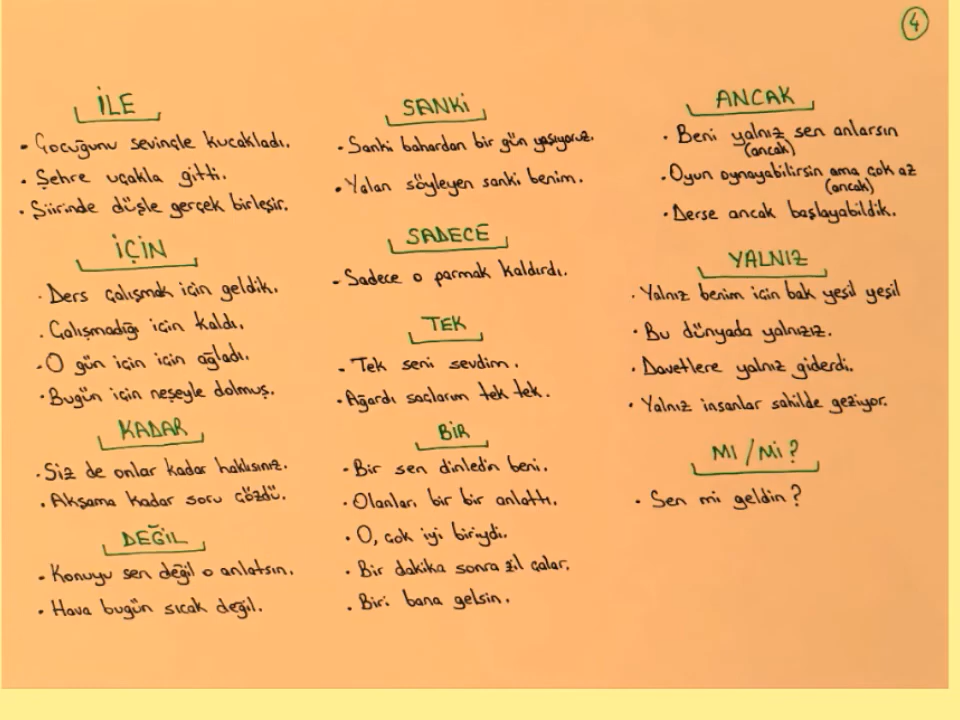 4
İLE
• Çocuğunu sevinçle kucakladı.
• Şehre uçakla gitti.
• Şiirinde düşle gerçek birleşir.
İÇİN
• Ders çalışmak için geldik.
• Çalışmadığı için kaldı.
• O gün için için ağladı.
• Bugün için neşeyle dolmuş.
KADAR
• Siz de onlar kadar haklısınız.
• Akşama kadar soru çözdü.
DEĞİL
• Konuyu sen değil o anlatsın.
• Hava bugün sıcak değil.
SANKİ
• Sanki bahardan bir gün yaşıyoruz.
• Yalan söyleyen sanki benim.
SADECE
• Sadece o parmak kaldırdı.
TEK
• Tek seni sevdim.
• Ağardı saçlarım tek tek.
BİR
• Bir sen dinledin beni.
• Olanları bir bir anlattı.
• O, çok iyi biriydi.
• Bir dakika sonra zil çalar.
• Biri bana gelsin.
ANCAK
• Beni yalnız sen anlarsın
(ancak)
• Oyun oynayabilirsin ama çok az
(ancak)
• Derse ancak başlayabildik.
YALNIZ
• Yalnız benim için bak yeşil yeşil
• Bu dünyada yalnızız.
• Davetlere yalnız giderdi.
• Yalnız insanlar sahilde geziyor.
MI/Mİ?
• Sen mi geldin?